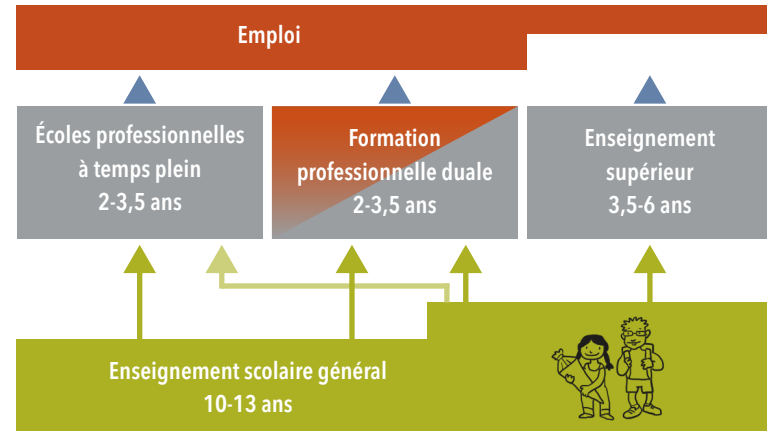 Emploi
Écoles professionnelles
à temps plein
2-3,5 ans
Formation
professionnelle duale
2-3,5 ans
Enseignement
supérieur
3,5-6 ans
Enseignement scolaire général
10-13 ans